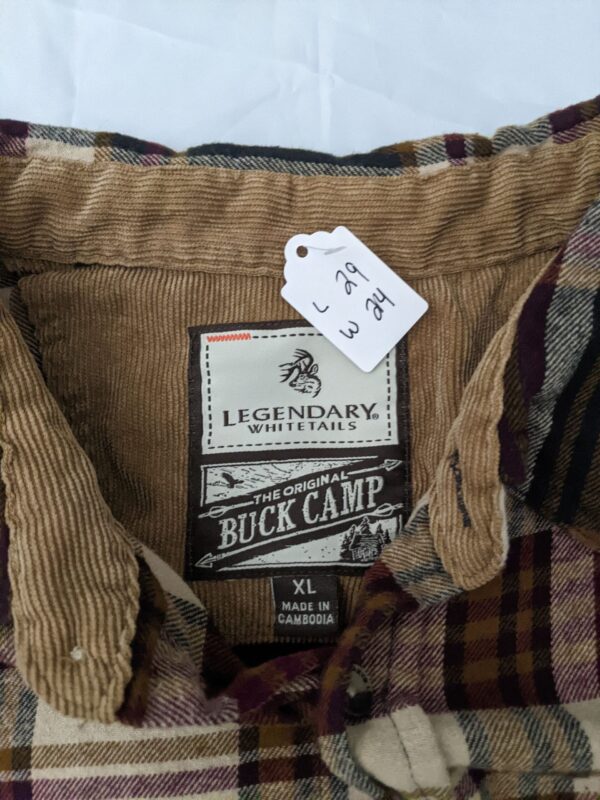 L 29
W 24
LEGENDARY®
WHITETAILS
THE ORIGINAL
BUCK CAMP
XL
MADE IN
CAMBODIA